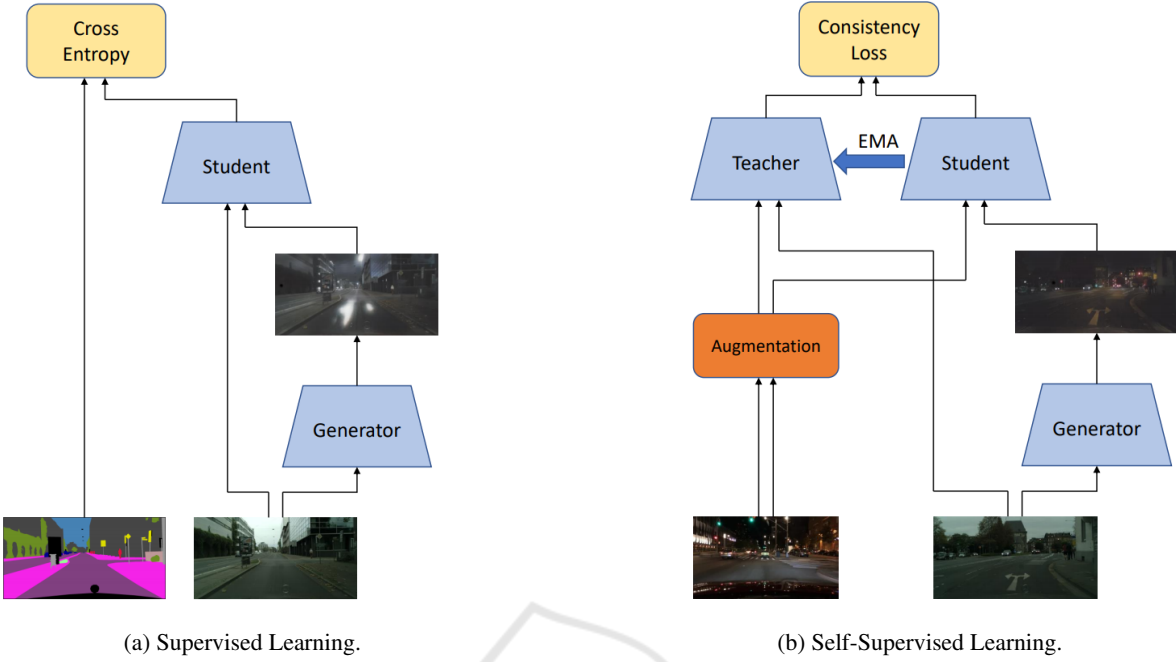 Cross
Entropy
Student
Generator
(a) Supervised Learning.
Consistency
Loss
Teacher
EMA
Student
Augmentation
Generator
(b) Self-Supervised Learning.